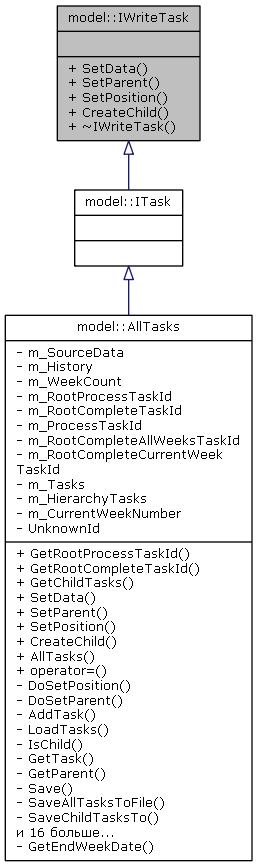 model::IWriteTask
+ SetData()
+ SetParent()
+ SetPosition()
+ CreateChild()
+ ~IWriteTask()
model::ITask
model::AllTasks
- m_SourceData
- m_History
- m_WeekCount
- m_RootProcessTaskId
- m_RootCompleteTaskId
- m_ProcessTaskId
- m_RootCompleteAllWeeksTaskId
- m_RootCompleteCurrentWeek
TaskId
- m_Tasks
- m_HierarchyTasks
- m_CurrentWeekNumber
- UnknownId
+ GetRootProcessTaskId()
+ GetRootCompleteTaskId()
+ GetChildTasks()
+ SetData()
+ SetParent()
+ SetPosition()
+ CreateChild()
+ AllTasks()
+ operator=()
- DoSetPosition()
- DoSetParent()
- AddTask()
- LoadTasks()
- IsChild()
- GetTask()
- GetParent()
- Save()
- SaveAllTasksToFile()
- SaveChildTasksTo()
и 16 больше...
- GetEndWeekDate()